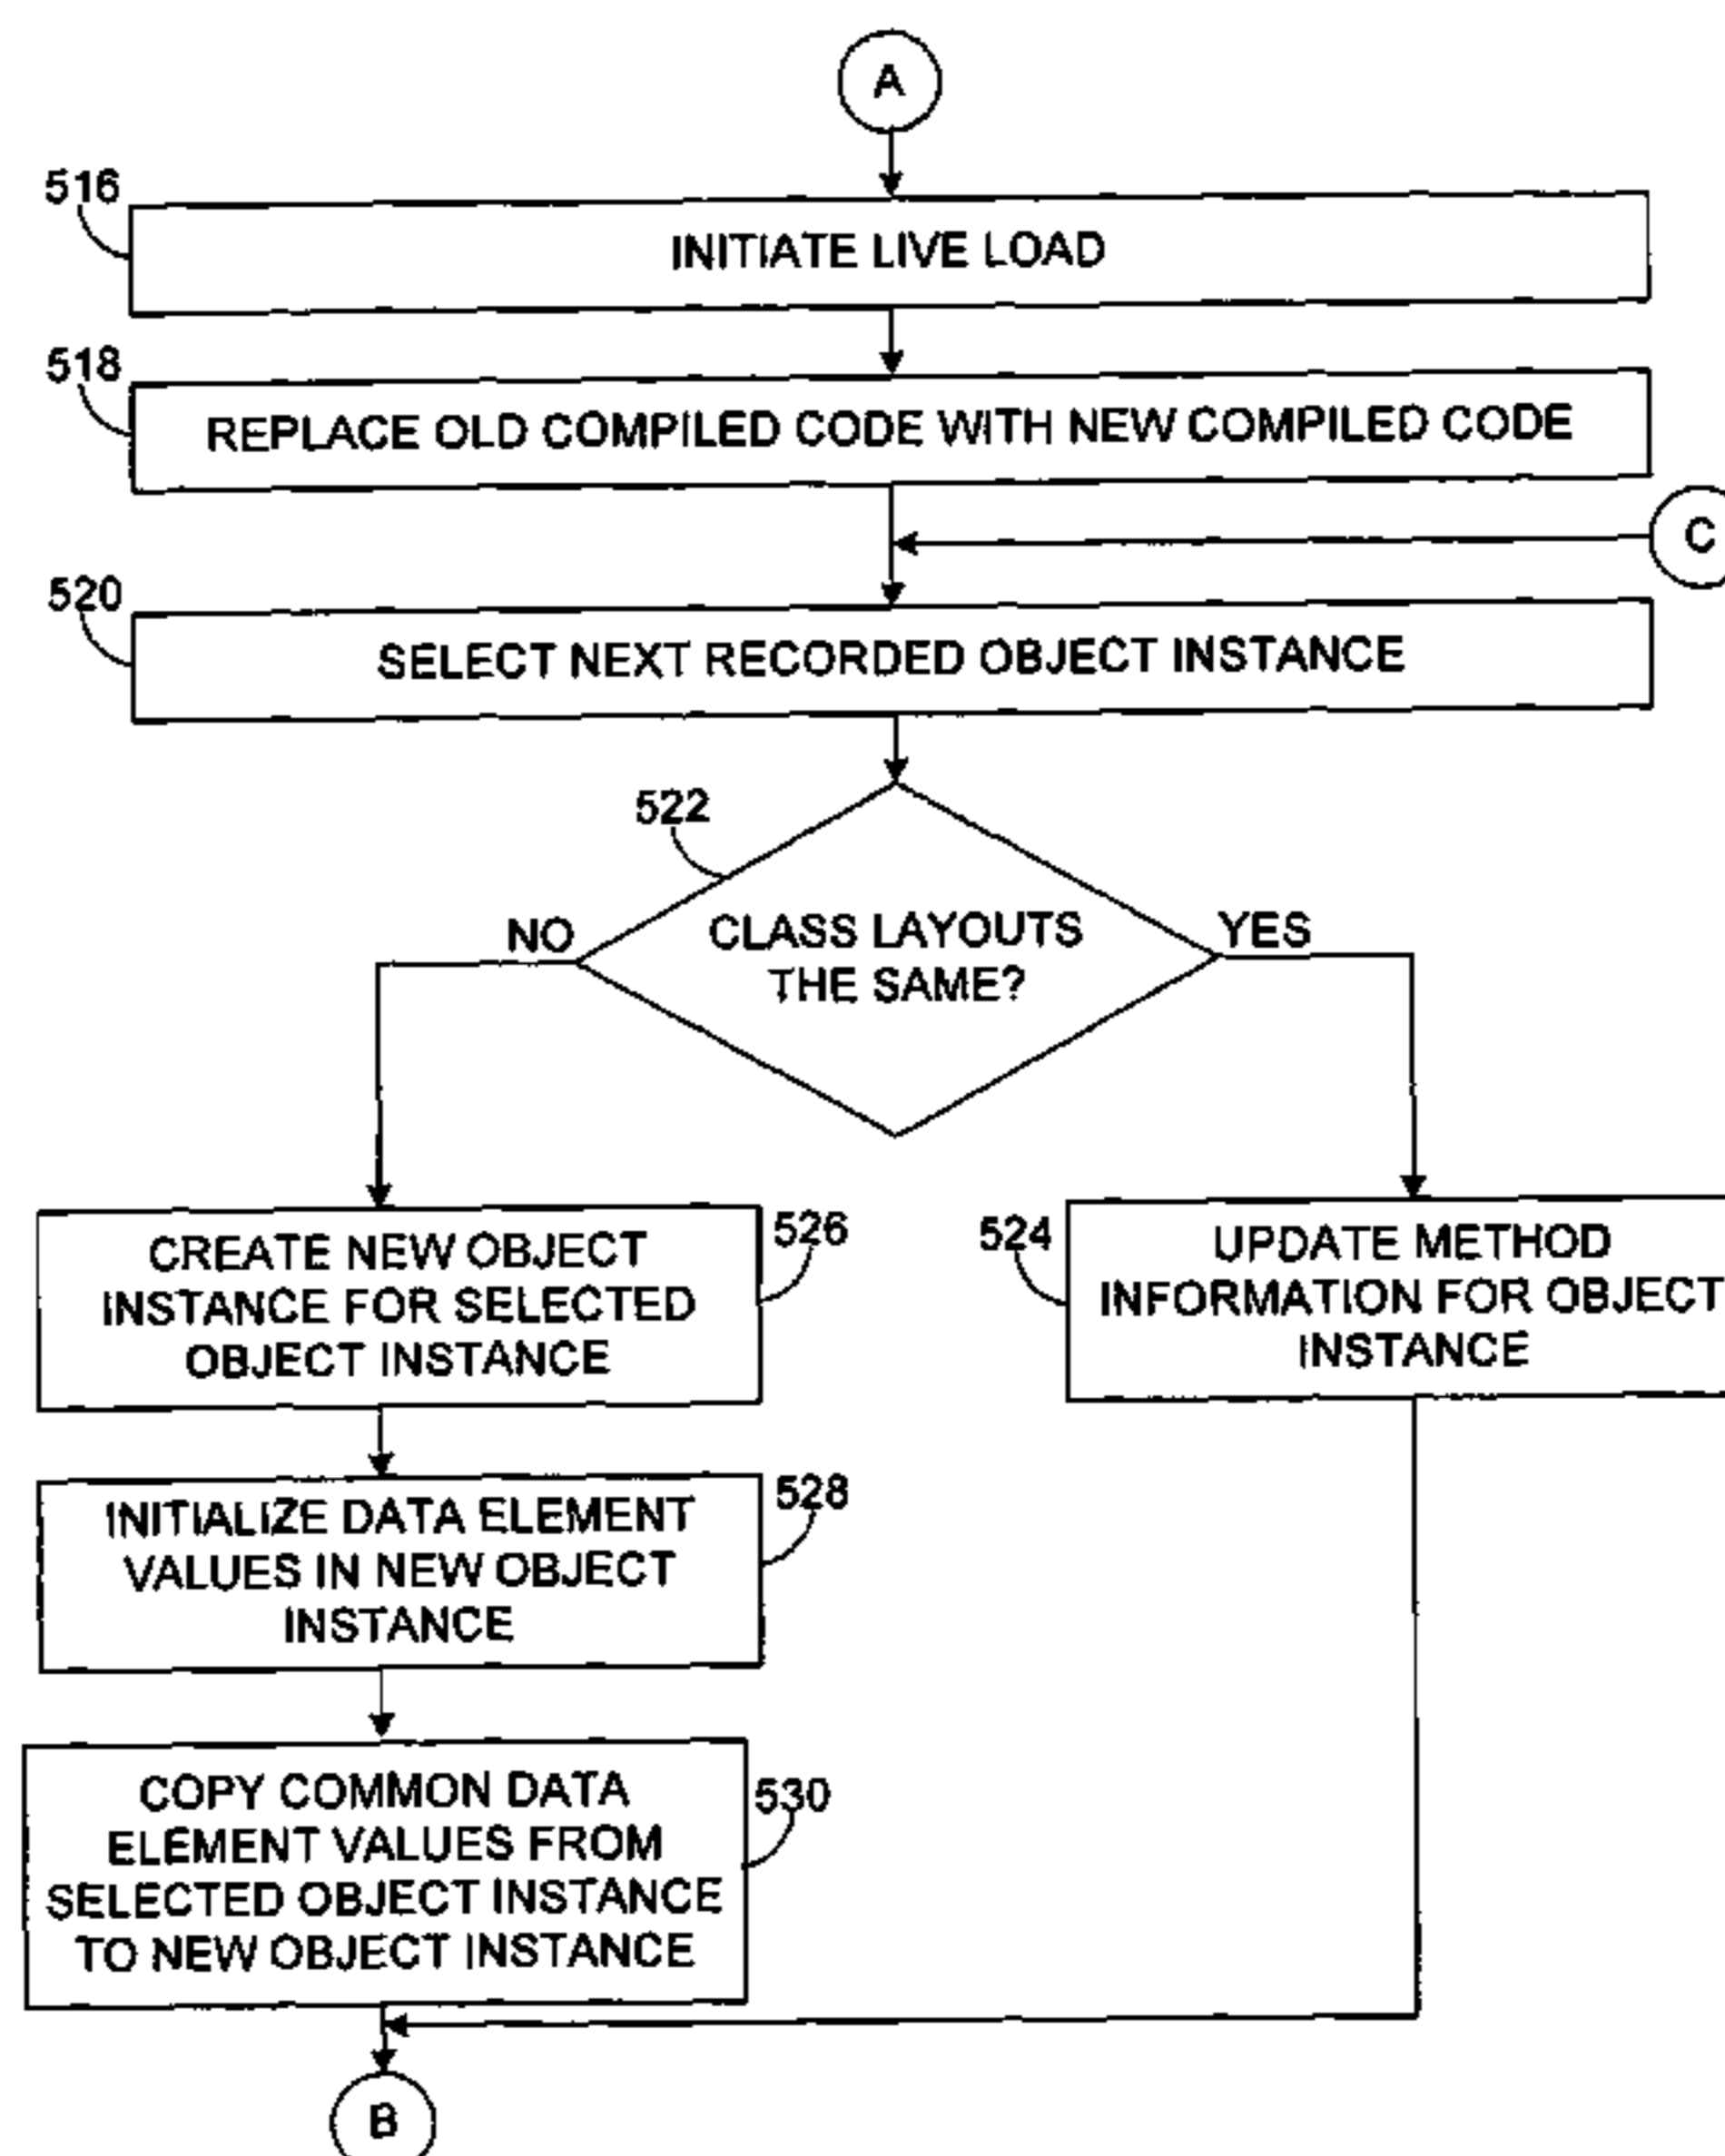 A
516
INITIATE LIVE LOAD
518
REPLACE OLD COMPILED CODE WITH NEW COMPILED CODE
C
520
SELECT NEXT RECORDED OBJECT INSTANCE
522
NO
CLASS LAYOUTS
THE SAME?
YES
CREATE NEW OBJECT
INSTANCE FOR SELECTED
OBJECT INSTANCE
526
524
UPDATE METHOD
INFORMATION FOR OBJECT
INSTANCE
INITIALIZE DATA ELEMENT
VALUES IN NEW OBJECT
INSTANCE
528
COPY COMMON DATA
ELEMENT VALUES FROM
SELECTED OBJECT INSTANCE
TO NEW OBJECT INSTANCE
530
B